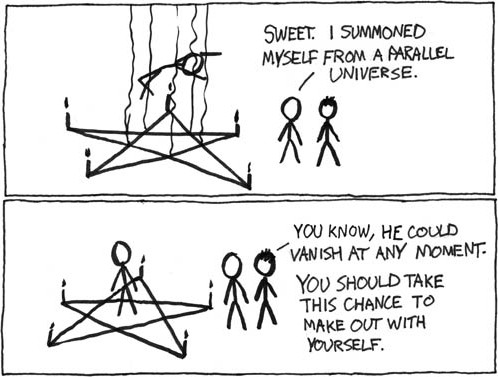 SWEET. I SUMMONED
MYSELF FROM A PARALLEL
UNIVERSE.
YOU KNOW, HE COULD
VANISH AT ANY MOMENT.
YOU SHOULD TAKE
THIS CHANCE TO
MAKE OUT WITH
YOURSELF.